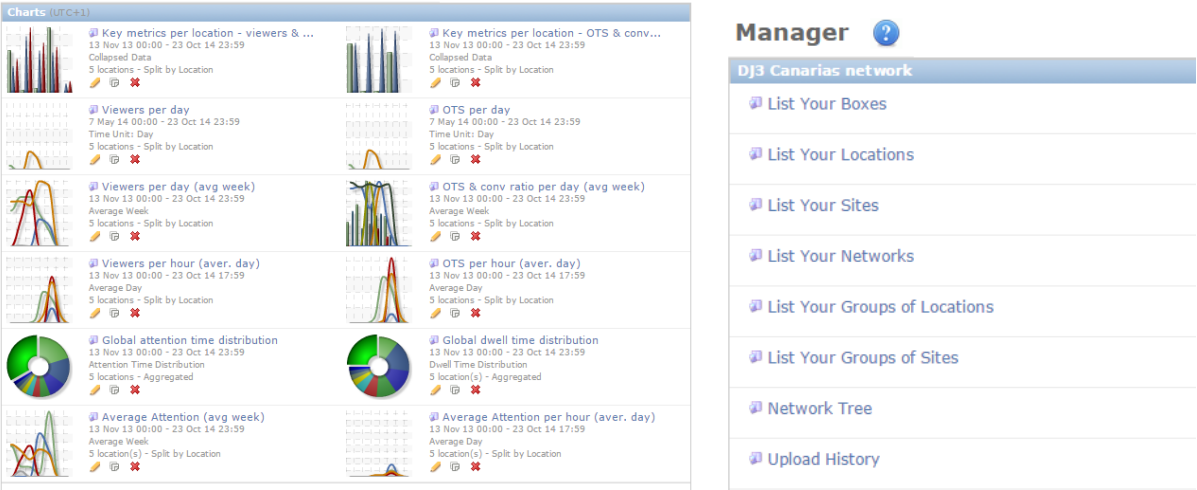 Charts (UTC+1)
Key metrics per location - viewers & ...
13 Nov 13 00:00 - 23 Oct 14 23:59
Collapsed Data
5 locations - Split by Location
Key metrics per location - OTS & conv...
13 Nov 13 00:00 - 23 Oct 14 23:59
Collapsed Data
5 locations - Split by Location
Viewers per day
7 May 14 00:00 - 23 Oct 14 23:59
Time Unit: Day
5 locations - Split by Location
OTS per day
7 May 14 00:00 - 23 Oct 14 23:59
Time Unit: Day
5 locations - Split by Location
Viewers per day (avg week)
13 Nov 13 00:00 - 23 Oct 14 23:59
Average Week
5 locations - Split by Location
OTS & conv ratio per day (avg week)
13 Nov 13 00:00 - 23 Oct 14 23:59
Average Week
5 locations - Split by Location
Viewers per hour (aver. day)
13 Nov 13 00:00 - 23 Oct 14 17:59
Average Day
5 locations - Split by Location
OTS per hour (aver. day)
13 Nov 13 00:00 - 23 Oct 14 17:59
Average Day
5 locations - Split by Location
Global attention time distribution
13 Nov 13 00:00 - 23 Oct 14 23:59
Attention Time Distribution
5 locations - Aggregated
Global dwell time distribution
13 Nov 13 00:00 - 23 Oct 14 23:59
Dwell Time Distribution
5 location(s) - Aggregated
Average Attention (avg week)
13 Nov 13 00:00 - 23 Oct 14 23:59
Average Week
5 location(s) - Split by Location
Average Attention per hour (aver. day)
13 Nov 13 00:00 - 23 Oct 14 17:59
Average Day
5 location(s) - Split by Location
Manager ?
DJ3 Canarias network
List Your Boxes
List Your Locations
List Your Sites
List Your Networks
List Your Groups of Locations
List Your Groups of Sites
Network Tree
Upload History